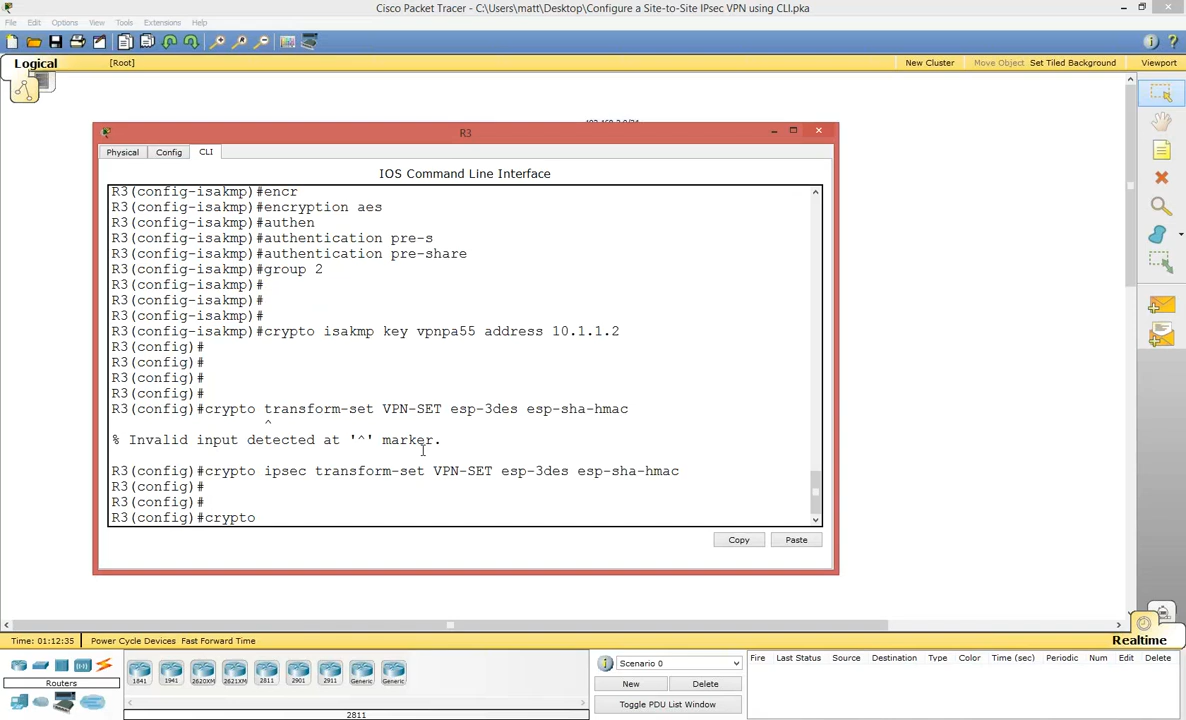 Cisco Packet Tracer - C:\Users\matt\Desktop\Configure a Site-to-Site IPsec VPN using CLI.pka
File Edit Options View Tools Extensions Help
Logical [Root] New Cluster Move Object Set Tiled Background Viewport
R3
Physical Config CLI
IOS Command Line Interface
R3(config-isakmp)#encr
R3(config-isakmp)#encryption aes
R3(config-isakmp)#authen
R3(config-isakmp)#authentication pre-s
R3(config-isakmp)#authentication pre-share
R3(config-isakmp)#group 2
R3(config-isakmp)#
R3(config-isakmp)#
R3(config-isakmp)#
R3(config-isakmp)#crypto isakmp key vpnpa55 address 10.1.1.2
R3(config)#
R3(config)#
R3(config)#
R3(config)#
R3(config)#crypto transform-set VPN-SET esp-3des esp-sha-hmac
^
% Invalid input detected at '^' marker.
R3(config)#crypto ipsec transform-set VPN-SET esp-3des esp-sha-hmac
R3(config)#
R3(config)#
R3(config)#crypto
Copy Paste
Realtime
Time: 01:12:35 Power Cycle Devices Fast Forward Time
Routers
1841 1941 2620XM 2621XM 2811 2901 2911 Generic Generic
2811
Scenario 0
New Delete
Toggle PDU List Window
Fire Last Status Source Destination Type Color Time (sec) Periodic Num Edit Delete